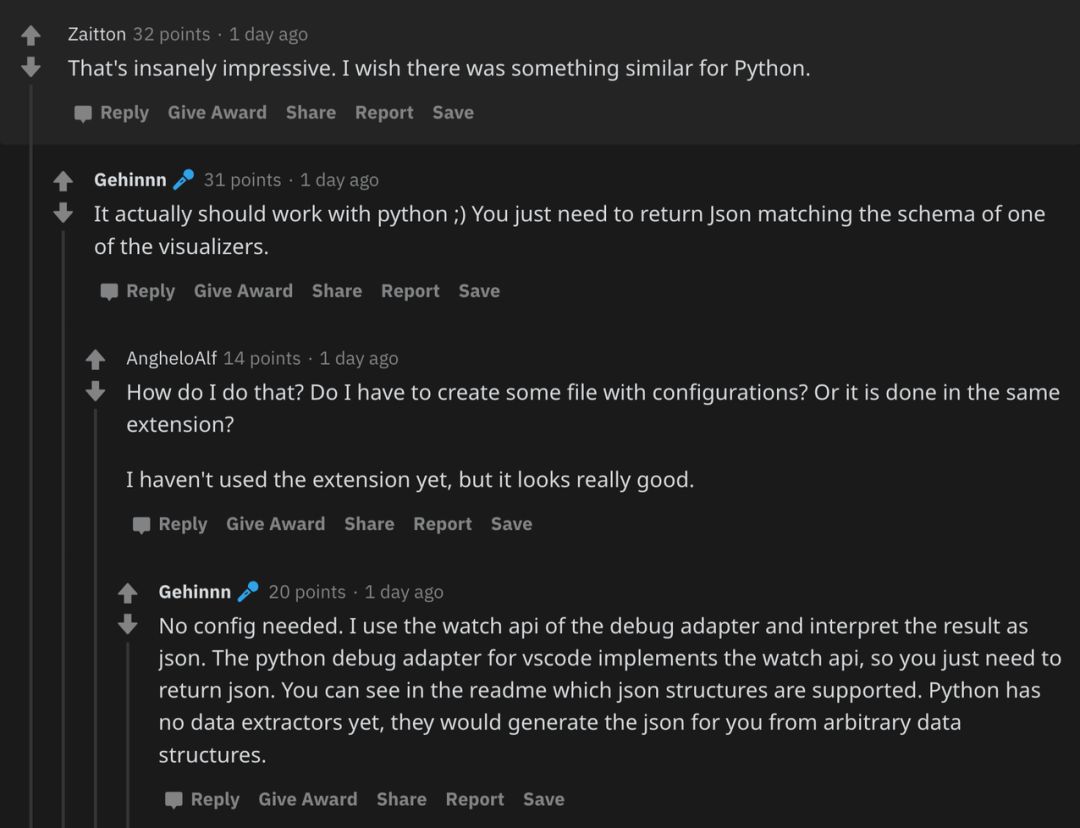 Zaitton 32 points · 1 day ago
That's insanely impressive. I wish there was something similar for Python.
Reply Give Award Share Report Save
Gehinnn 31 points · 1 day ago
It actually should work with python ;) You just need to return Json matching the schema of one
of the visualizers.
Reply Give Award Share Report Save
AngheloAlf 14 points · 1 day ago
How do I do that? Do I have to create some file with configurations? Or it is done in the same
extension?
I haven't used the extension yet, but it looks really good.
Reply Give Award Share Report Save
Gehinnn 20 points · 1 day ago
No config needed. I use the watch api of the debug adapter and interpret the result as
json. The python debug adapter for vscode implements the watch api, so you just need to
return json. You can see in the readme which json structures are supported. Python has
no data extractors yet, they would generate the json for you from arbitrary data
structures.
Reply Give Award Share Report Save